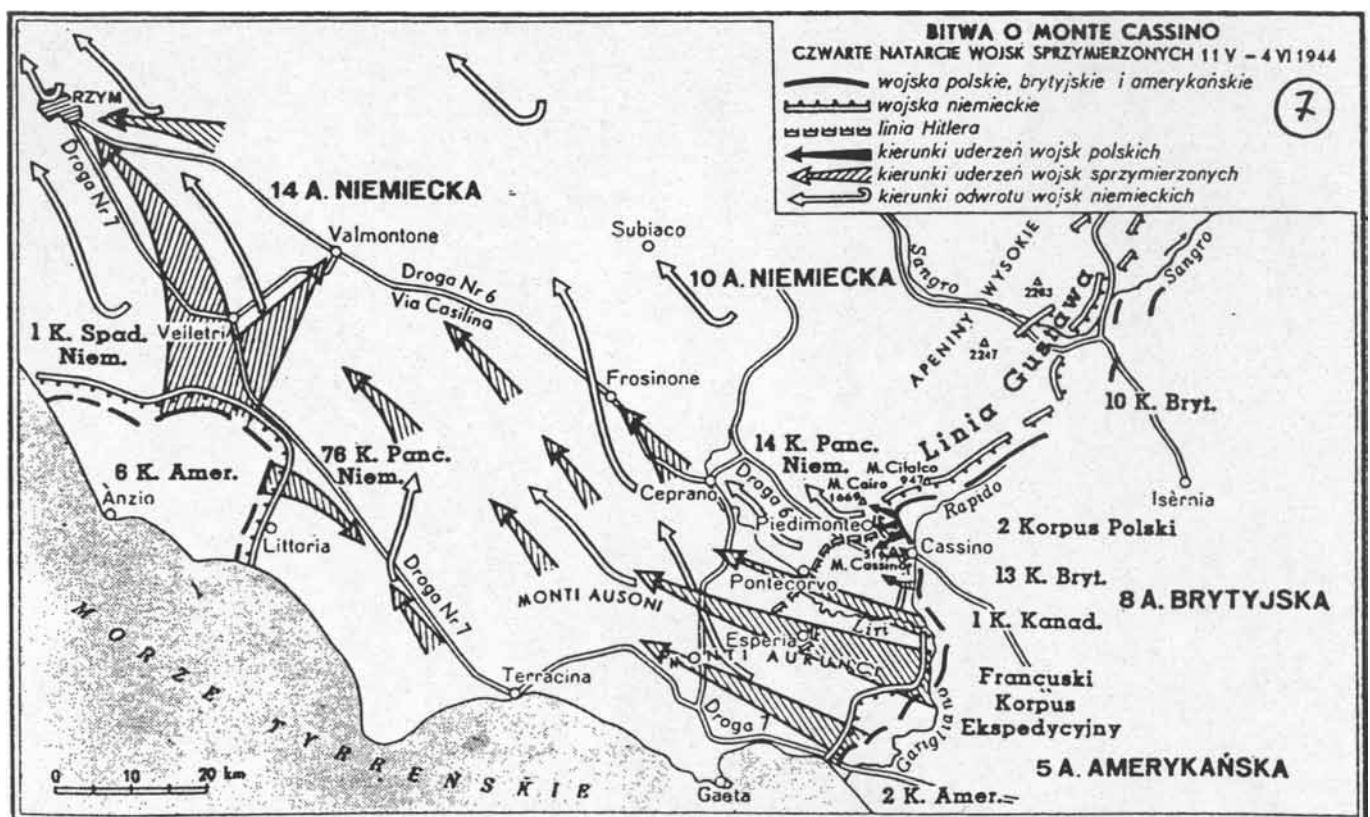 BITWA O MONTE CASSINO
CZWARTE NATARCIE WOJSK SPRZYMIERZONYCH 11 V – 4 VI 1944
wojska polskie, brytyjskie i amerykańskie
wojska niemieckie
linia Hitlera
kierunki uderzeń wojsk polskich
kierunki uderzeń wojsk sprzymierzonych
kierunki odwrotu wojsk niemieckich
7
RZYM
Droga Nr 7
14 A. NIEMIECKA
Valmontone
Subiaco
Droga Nr 6
Via Casilina
10 A. NIEMIECKA
Sangro
APENINY WYSOKIE
2263
2247
Sangro
Linia Gustawa
1 K. Spad.
Niem.
Velletri
Frosinone
10 K. Bryt.
Isèrnia
6 K. Amer.
Ànzio
76 K. Panc.
Niem.
Littoria
Ceprano
Droga 6
14 K. Panc.
Niem.
M. Cifalco
947
M. Cairo
1669
Rapido
Piedimonte
2 Korpus Polski
Cassino
M. Cassino
13 K. Bryt.
Pontecorvo
8 A. BRYTYJSKA
1 K. Kanad.
Liri
Esperia
MONTI AUSONI
MONTI AURUNCI
Droga Nr 7
Terracina
Droga 7
Francuski
Korpus
Ekspedycyjny
Garigliano
5 A. AMERYKAŃSKA
2 K. Amer.
Gaeta
MORZE TYRREŃSKIE
0 10 20 km